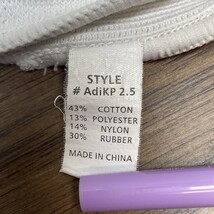 STYLE
# AdiKP 2.5
43% COTTON
13% POLYESTER
14% NYLON
30% RUBBER
MADE IN CHINA